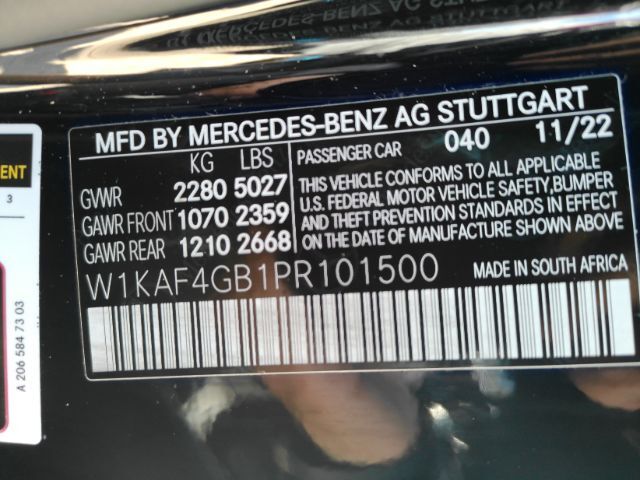 MFD BY MERCEDES-BENZ AG STUTTGART
KG LBS
GVWR 2280 5027
GAWR FRONT 1070 2359
GAWR REAR 1210 2668
PASSENGER CAR 040 11/22
THIS VEHICLE CONFORMS TO ALL APPLICABLE
U.S. FEDERAL MOTOR VEHICLE SAFETY,BUMPER
AND THEFT PREVENTION STANDARDS IN EFFECT
ON THE DATE OF MANUFACTURE SHOWN ABOVE
W1KAF4GB1PR101500 MADE IN SOUTH AFRICA
3
A 206 584 73 03